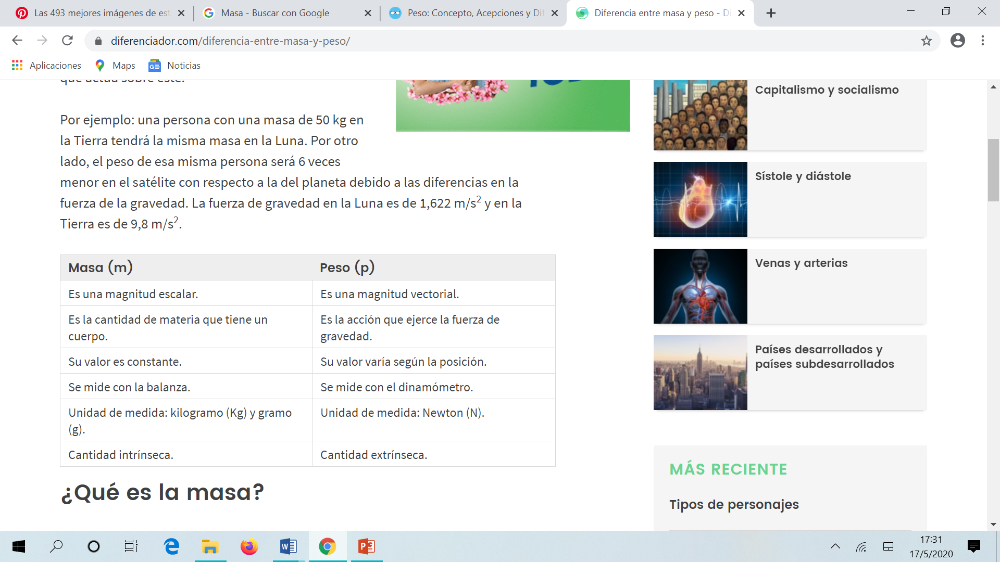 Las 493 mejores imágenes de est
Masa - Buscar con Google
Peso: Concepto, Acepciones y Di
Diferencia entre masa y peso - D
diferenciador.com/diferencia-entre-masa-y-peso/
Aplicaciones
Maps
Noticias
que actúa sobre este.
Por ejemplo: una persona con una masa de 50 kg en
la Tierra tendrá la misma masa en la Luna. Por otro
lado, el peso de esa misma persona será 6 veces
menor en el satélite con respecto a la del planeta debido a las diferencias en la
fuerza de la gravedad. La fuerza de gravedad en la Luna es de 1,622 m/s² y en la
Tierra es de 9,8 m/s².
Masa (m)
Peso (p)
Es una magnitud escalar.
Es una magnitud vectorial.
Es la cantidad de materia que tiene un
cuerpo.
Es la acción que ejerce la fuerza de
gravedad.
Su valor es constante.
Su valor varía según la posición.
Se mide con la balanza.
Se mide con el dinamómetro.
Unidad de medida: kilogramo (Kg) y gramo
(g).
Unidad de medida: Newton (N).
Cantidad intrínseca.
Cantidad extrínseca.
¿Qué es la masa?
Capitalismo y socialismo
Sístole y diástole
Venas y arterias
Países desarrollados y
países subdesarrollados
MÁS RECIENTE
Tipos de personajes
17:31
17/5/2020